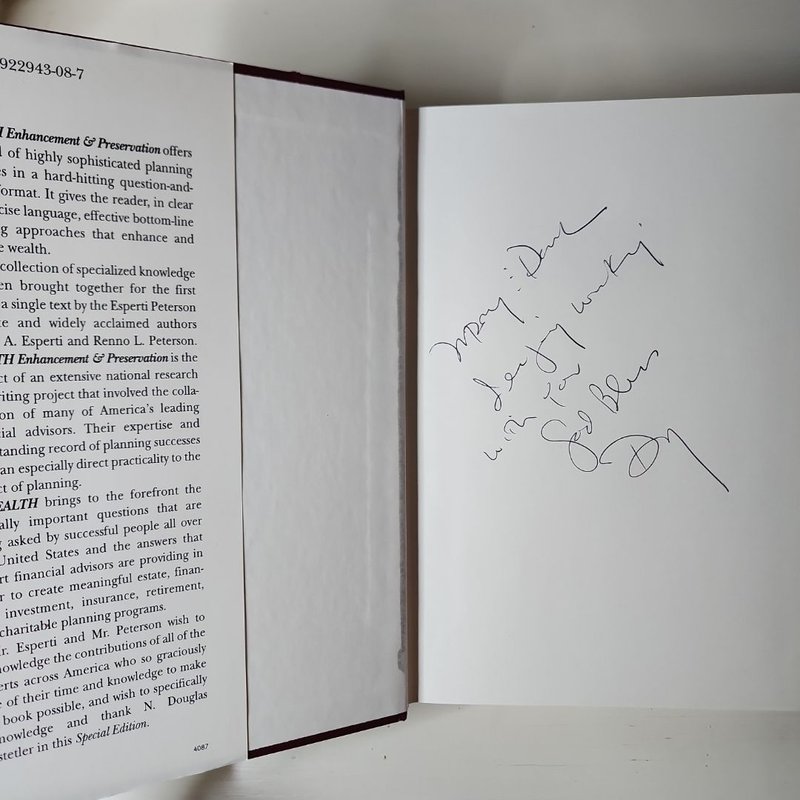 922943-08-7
H Enhancement & Preservation offers
of highly sophisticated planning
s in a hard-hitting question-and-
ormat. It gives the reader, in clear
cise language, effective bottom-line
g approaches that enhance and
e wealth.
collection of specialized knowledge
en brought together for the first
a single text by the Esperti Peterson
te and widely acclaimed authors
A. Esperti and Renno L. Peterson.
TH Enhancement & Preservation is the
ct of an extensive national research
riting project that involved the colla-
on of many of America's leading
ial advisors. Their expertise and
tanding record of planning successes
an especially direct practicality to the
ct of planning.
EALTH brings to the forefront the
ally important questions that are
g asked by successful people all over
United States and the answers that
rt financial advisors are providing in
r to create meaningful estate, finan-
investment, insurance, retirement,
charitable planning programs.
r. Esperti and Mr. Peterson wish to
nowledge the contributions of all of the
erts across America who so graciously
e of their time and knowledge to make
book possible, and wish to specifically
nowledge and thank N. Douglas
stetler in this Special Edition.
4087
I enjoy working
with you
God Bless